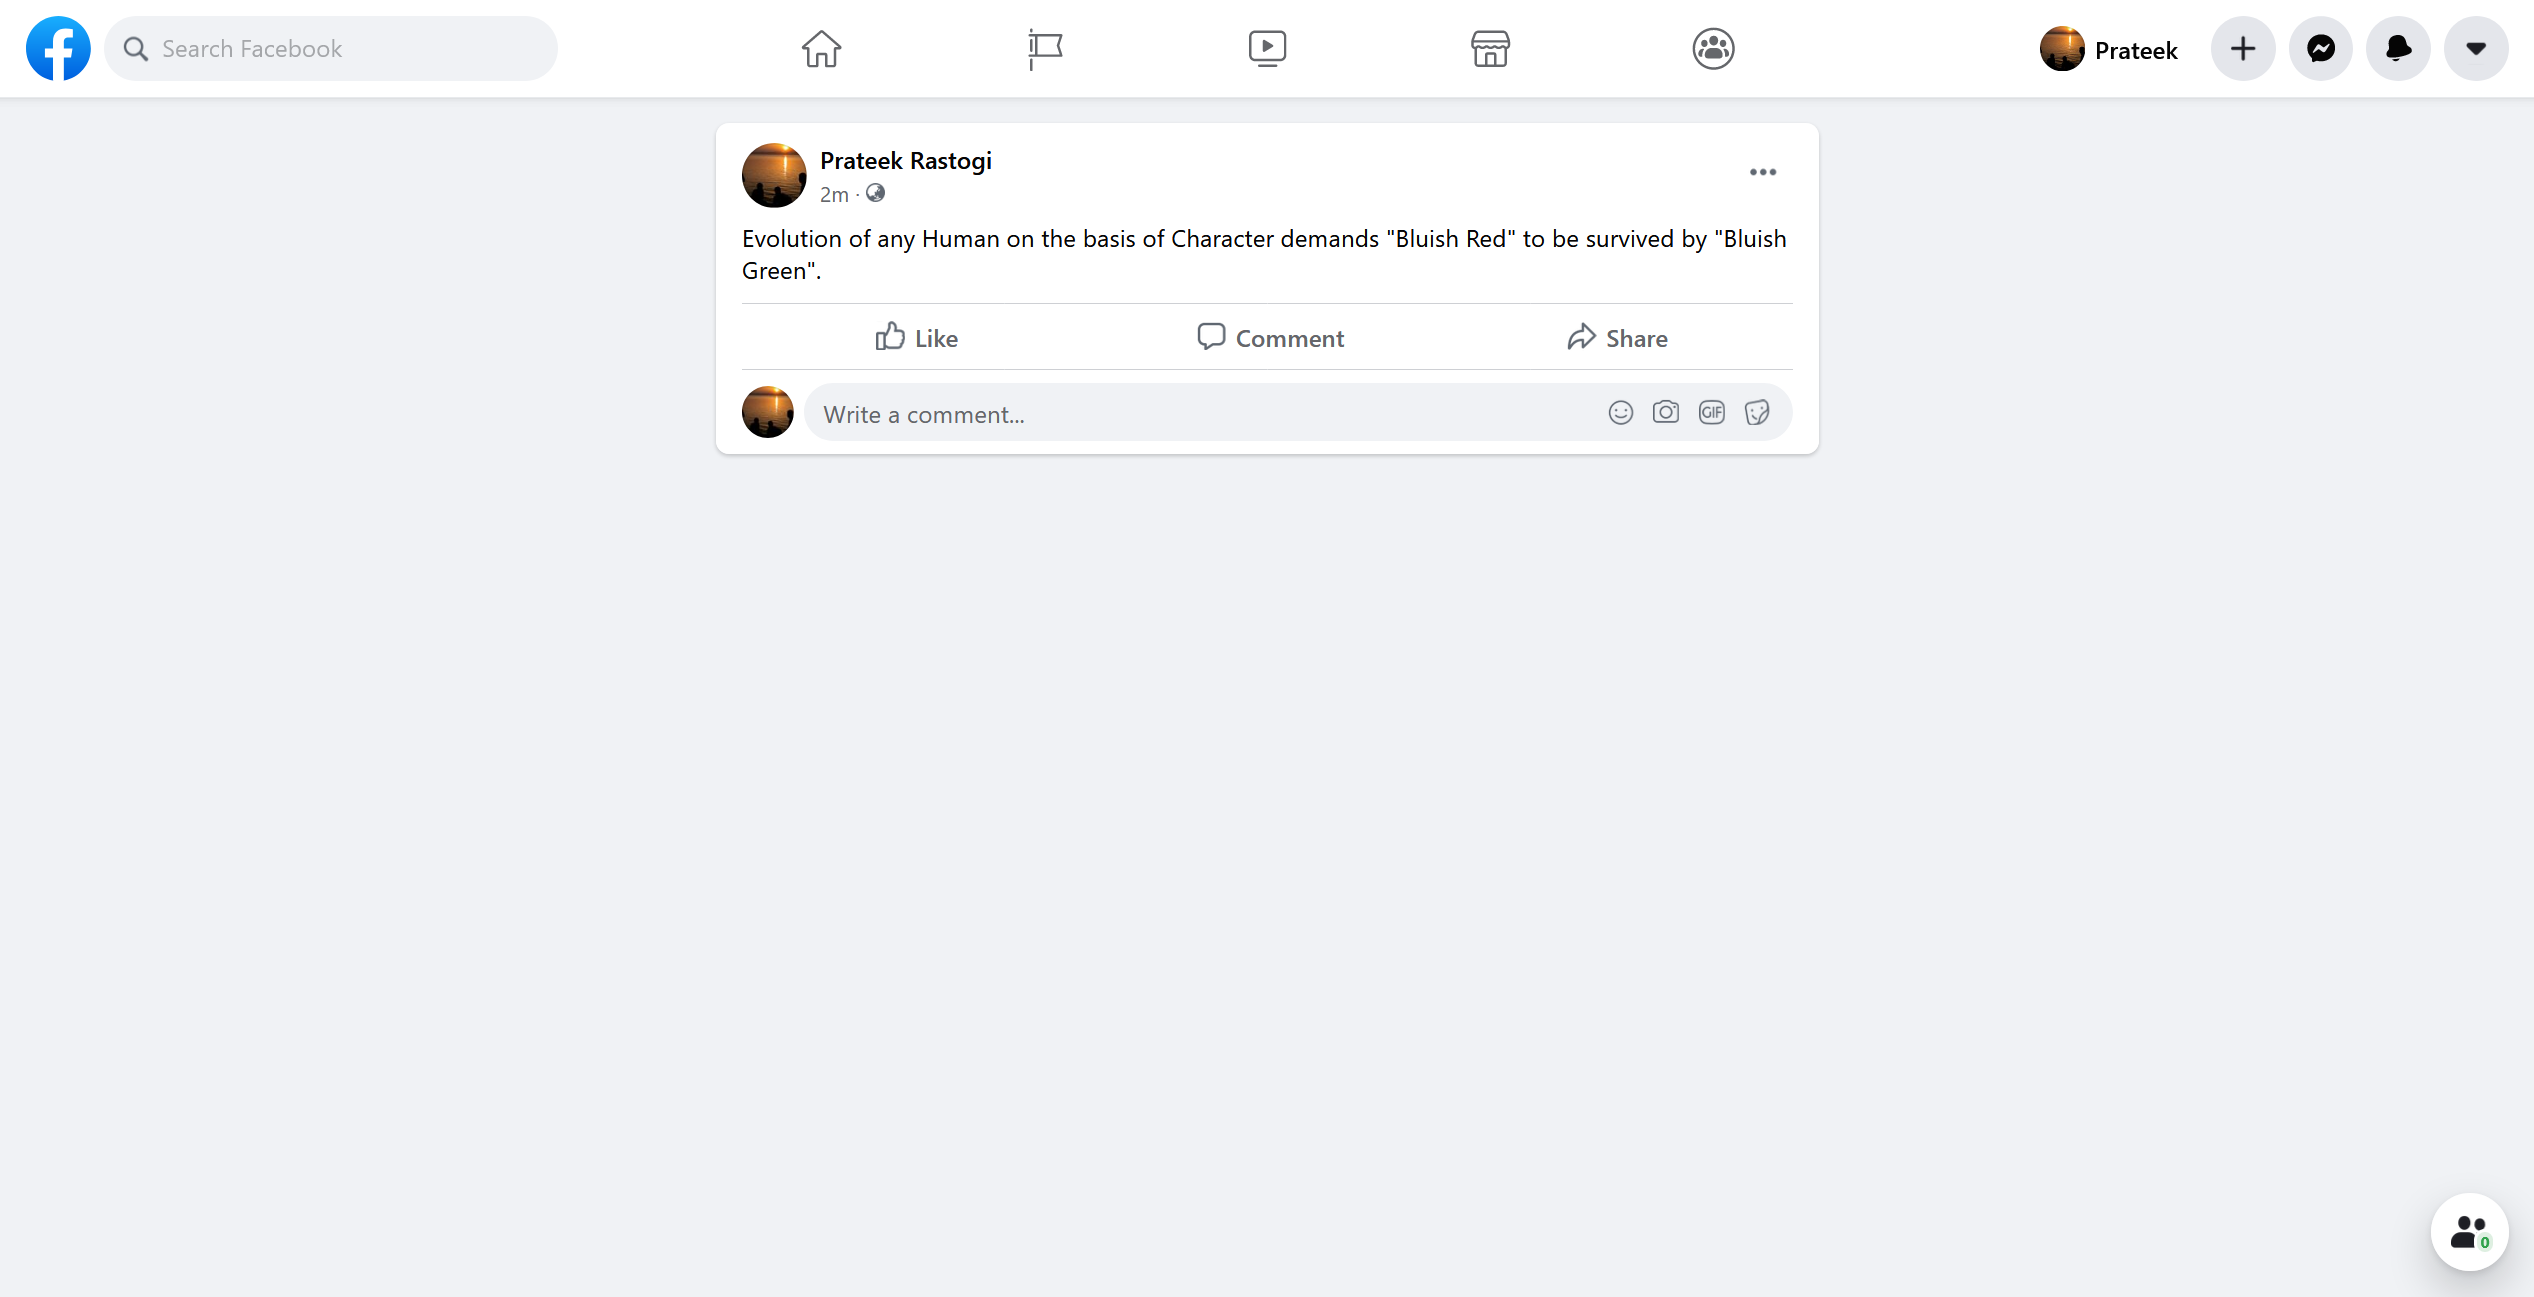 Search Facebook
Prateek
Prateek Rastogi
2m ·
Evolution of any Human on the basis of Character demands "Bluish Red" to be survived by "Bluish
Green".
Like Comment Share
Write a comment...
GIF
0